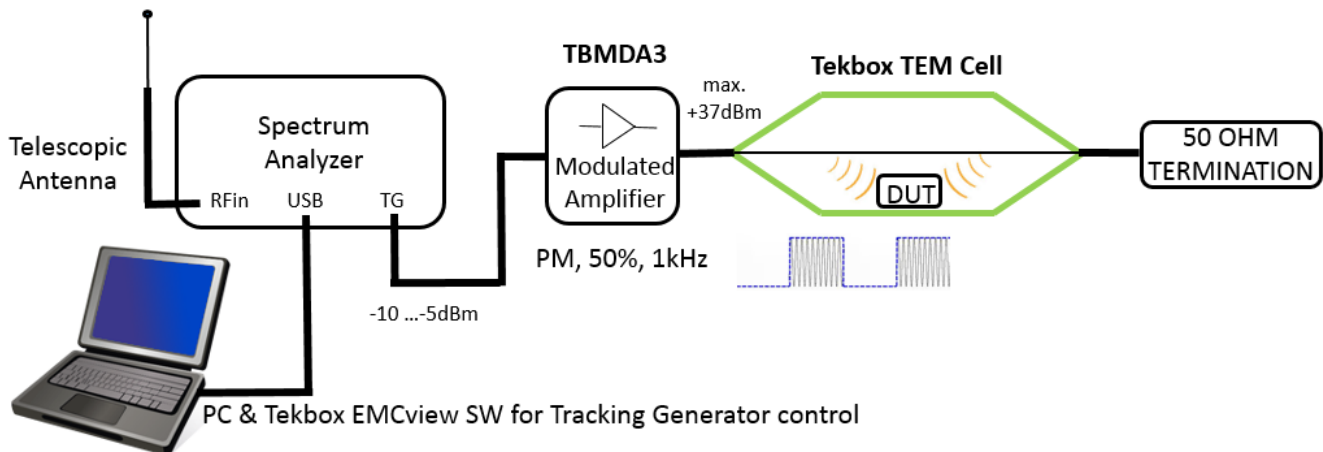 Telescopic
Antenna
Spectrum
Analyzer
RFin
USB
TG
-10 ...-5dBm
TBMDA3
Modulated
Amplifier
PM, 50%, 1kHz
max.
+37dBm
Tekbox TEM Cell
DUT
50 OHM
TERMINATION
PC & Tekbox EMCview SW for Tracking Generator control